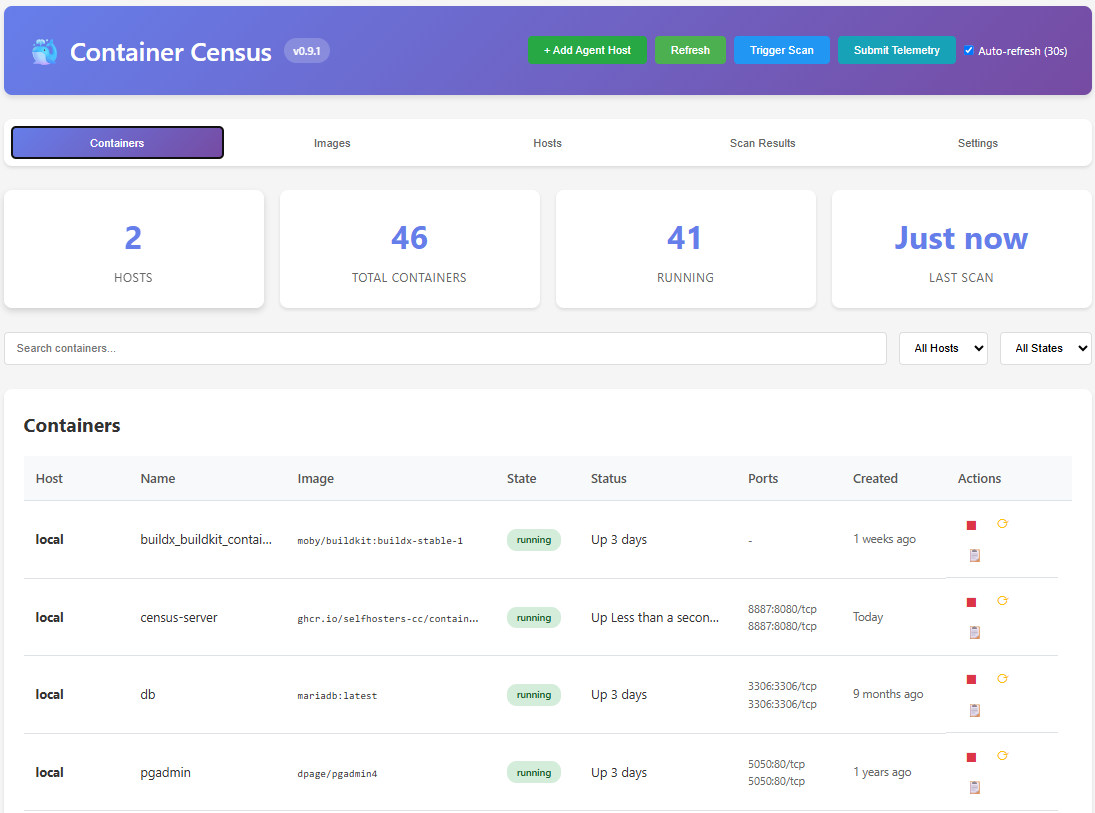 Container Census v0.9.1
+ Add Agent Host Refresh Trigger Scan Submit Telemetry Auto-refresh (30s)
Containers Images Hosts Scan Results Settings
2 46 41 Just now
HOSTS TOTAL CONTAINERS RUNNING LAST SCAN
Search containers... All Hosts All States
Containers
Host Name Image State Status Ports Created Actions
local buildx_buildkit_contai... moby/buildkit:buildx-stable-1 running Up 3 days - 1 weeks ago
local census-server ghcr.io/selfhosters-cc/contain... running Up Less than a secon... 8887:8080/tcp Today
8887:8080/tcp
local db mariadb:latest running Up 3 days 3306:3306/tcp 9 months ago
3306:3306/tcp
local pgadmin dpage/pgadmin4 running Up 3 days 5050:80/tcp 1 years ago
5050:80/tcp